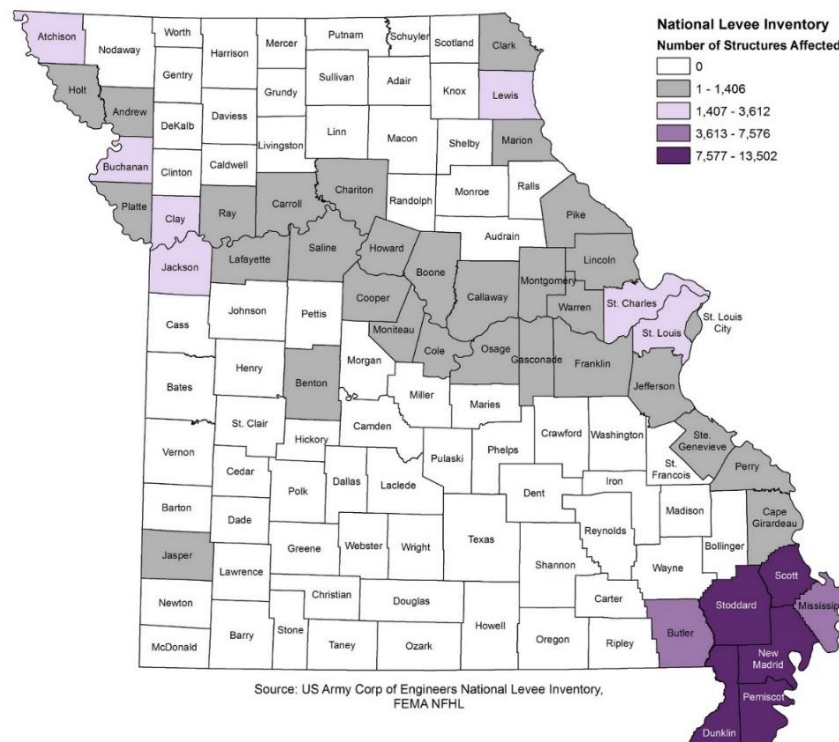 National Levee Inventory
Number of Structures Affected
0
1 - 1,406
1,407 - 3,612
3,613 - 7,576
7,577 - 13,502
Atchison
Nodaway
Worth
Harrison
Mercer
Putnam
Schuyler
Scotland
Clark
Gentry
Sullivan
Adair
Knox
Lewis
Holt
Andrew
Grundy
DeKalb
Daviess
Linn
Macon
Shelby
Marion
Livingston
Buchanan
Clinton
Caldwell
Chariton
Randolph
Monroe
Ralls
Platte
Clay
Ray
Carroll
Pike
Audrain
Jackson
Lafayette
Saline
Howard
Boone
Callaway
Montgomery
Lincoln
Warren
St. Charles
St. Louis
St. Louis
City
Cass
Johnson
Pettis
Cooper
Moniteau
Cole
Osage
Gasconade
Franklin
Jefferson
Bates
Henry
Benton
Morgan
Miller
Maries
St. Clair
Camden
Hickory
Pulaski
Phelps
Crawford
Washington
Ste.
Genevieve
St.
Francois
Perry
Vernon
Cedar
Polk
Dallas
Laclede
Dent
Iron
Madison
Cape
Girardeau
Barton
Dade
Texas
Reynolds
Bollinger
Jasper
Greene
Webster
Wright
Shannon
Wayne
Scott
Lawrence
Stoddard
Mississip
Newton
Christian
Douglas
Carter
Butler
McDonald
Barry
Stone
Taney
Ozark
Howell
Oregon
Ripley
New
Madrid
Pemiscot
Dunklin
Source: US Army Corp of Engineers National Levee Inventory,
FEMA NFHL